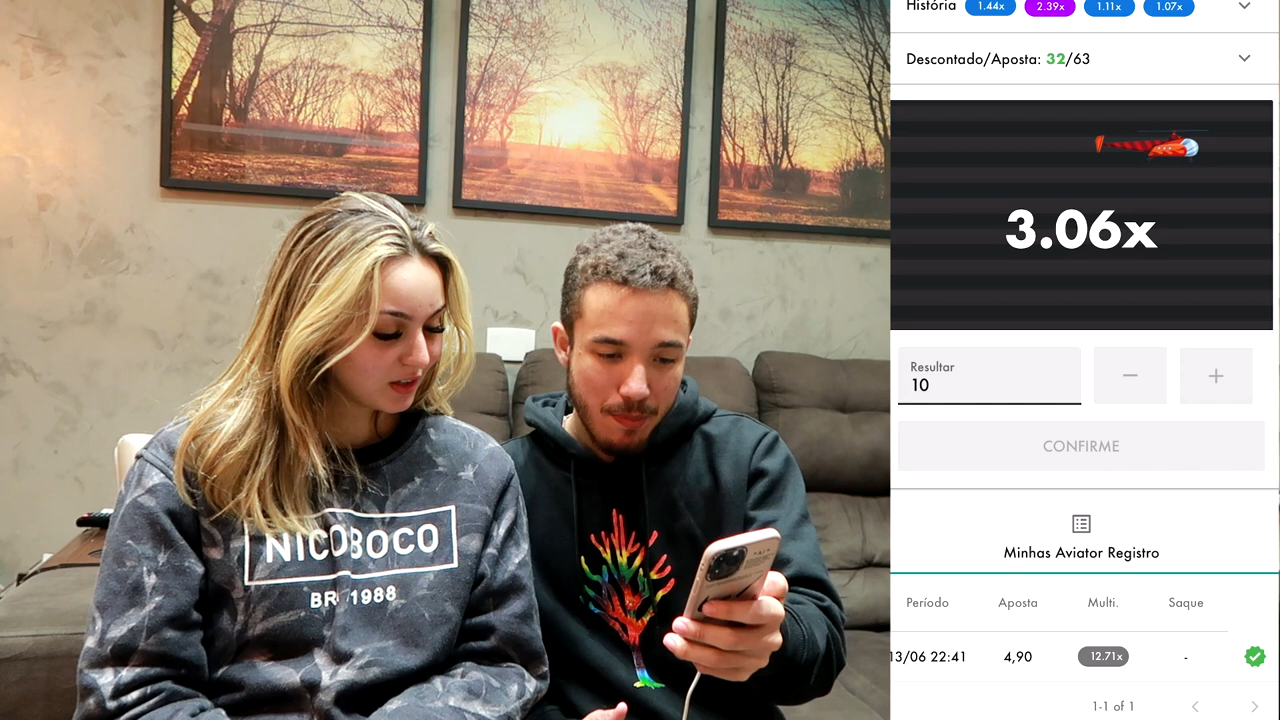 História 1.44x 2.39x 1.11x 1.07x
Descontado/Aposta: 32/63
3.06x
Resultar
10
CONFIRME
Minhas Aviator Registro
Período Aposta Multi. Saque
13/06 22:41 4,90 12.71x -
1-1 of 1
NICOBOCO
BR 1988